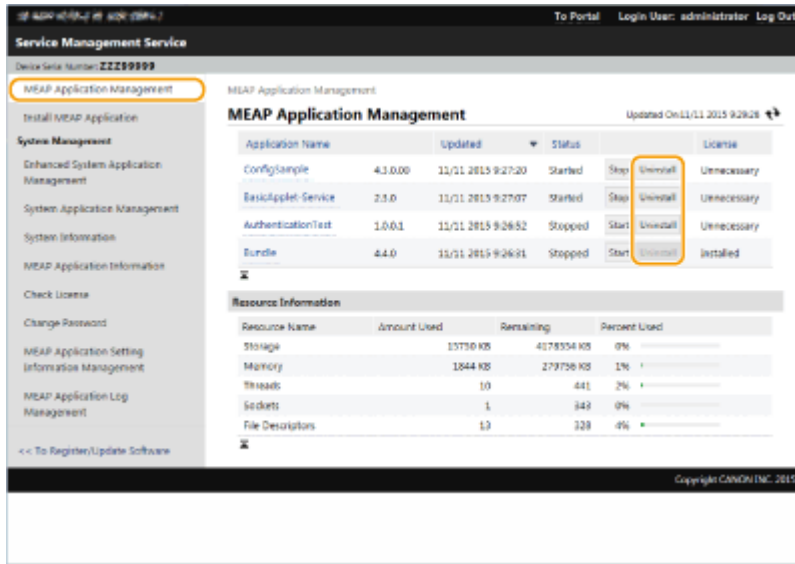 To Portal Login User: administrator Log Out
Service Management Service
Device Serial Number: ZZZ99999
MEAP Application Management
Install MEAP Application
System Management
Enhanced System Application
Management
System Application Management
System Information
MEAP Application Information
Check License
Change Password
MEAP Application Setting
Information Management
MEAP Application Log
Management
<< To Register/Update Software
MEAP Application Management
MEAP Application Management
Updated On:11/11 2015 9:29:28
Application Name Updated Status License
ConfigSample 4.3.0.00 11/11 2015 9:27:20 Started Stop Uninstall Unnecessary
BasicApplet-Service 2.3.0 11/11 2015 9:27:07 Started Stop Uninstall Unnecessary
AuthenticationTest 1.0.0.1 11/11 2015 9:26:52 Stopped Start Uninstall Unnecessary
Bundle 4.4.0 11/11 2015 9:26:31 Stopped Start Uninstall Installed
Resource Information
Resource Name Amount Used Remaining Percent Used
Storage 15750 KB 4178554 KB 0%
Memory 1844 KB 279756 KB 1%
Threads 10 441 2%
Sockets 1 343 0%
File Descriptors 13 328 4%
Copyright CANON INC. 2015